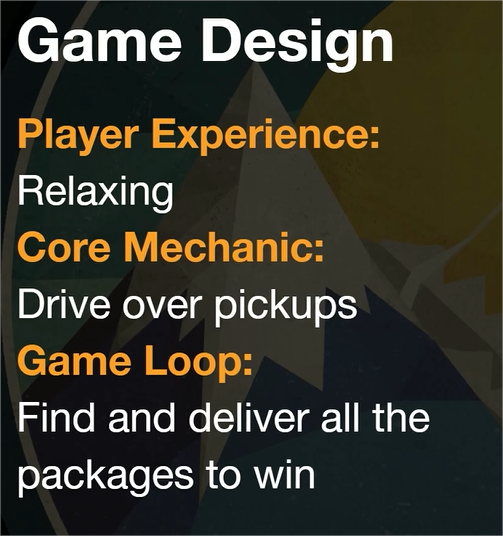 Game Design
Player Experience:
Relaxing
Core Mechanic:
Drive over pickups
Game Loop:
Find and deliver all the
packages to win